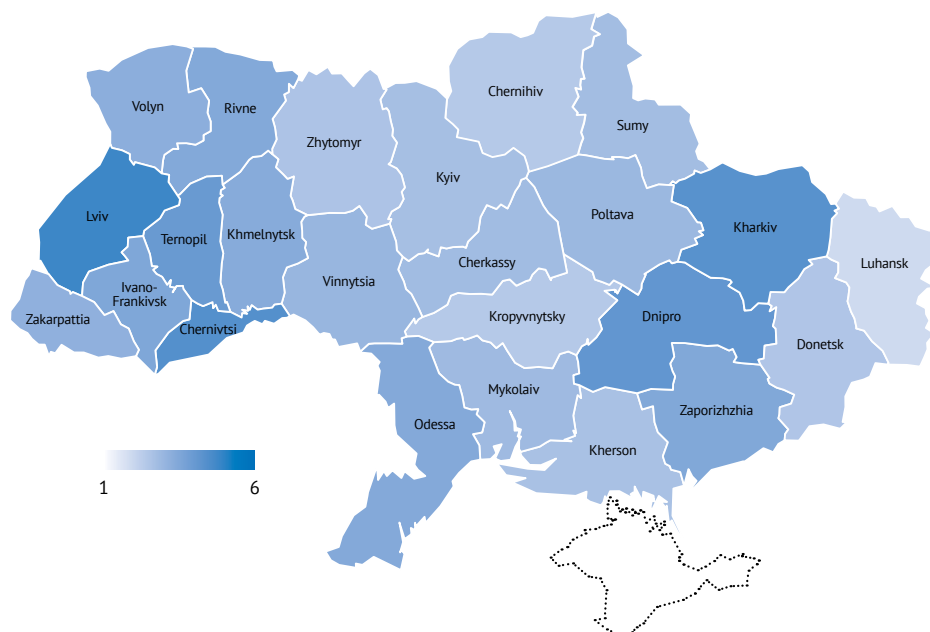 Chernihiv
Volyn
Rivne
Sumy
Zhytomyr
Kyiv
Lviv
Poltava
Kharkiv
Ternopil
Khmelnytsk
Cherkassy
Luhansk
Vinnytsia
Ivano-
Frankivsk
Zakarpattia
Chernivtsi
Kropyvnytsky
Dnipro
Donetsk
Mykolaiv
Zaporizhzhia
Odessa
Kherson
1 6